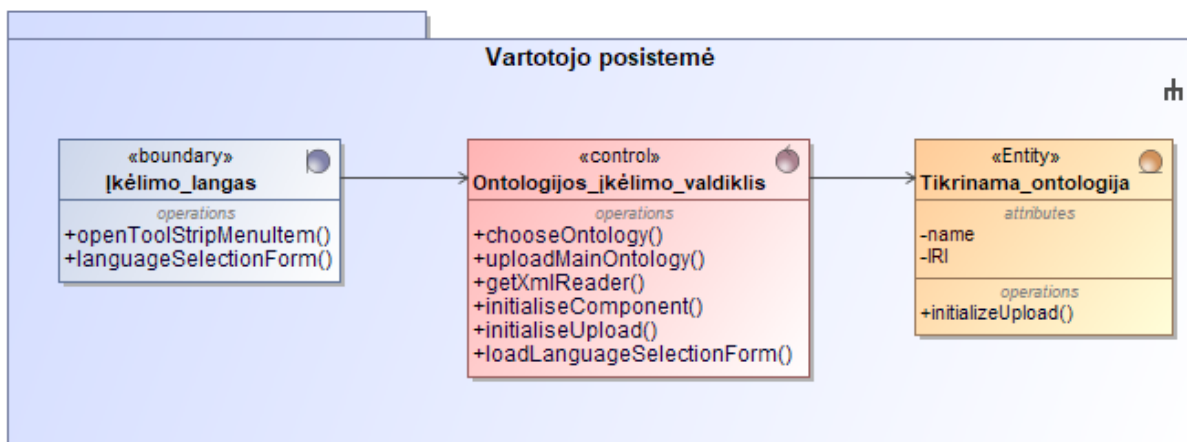 Vartotojo posistemė
«boundary»
Įkėlimo_langas
operations
+openToolStripMenuItem()
+languageSelectionForm()
«control»
Ontologijos_įkėlimo_valdiklis
operations
+chooseOntology()
+uploadMainOntology()
+getXmlReader()
+initialiseComponent()
+initialiseUpload()
+loadLanguageSelectionForm()
«Entity»
Tikrinama_ontologija
attributes
-name
-IRI
operations
+initializeUpload()